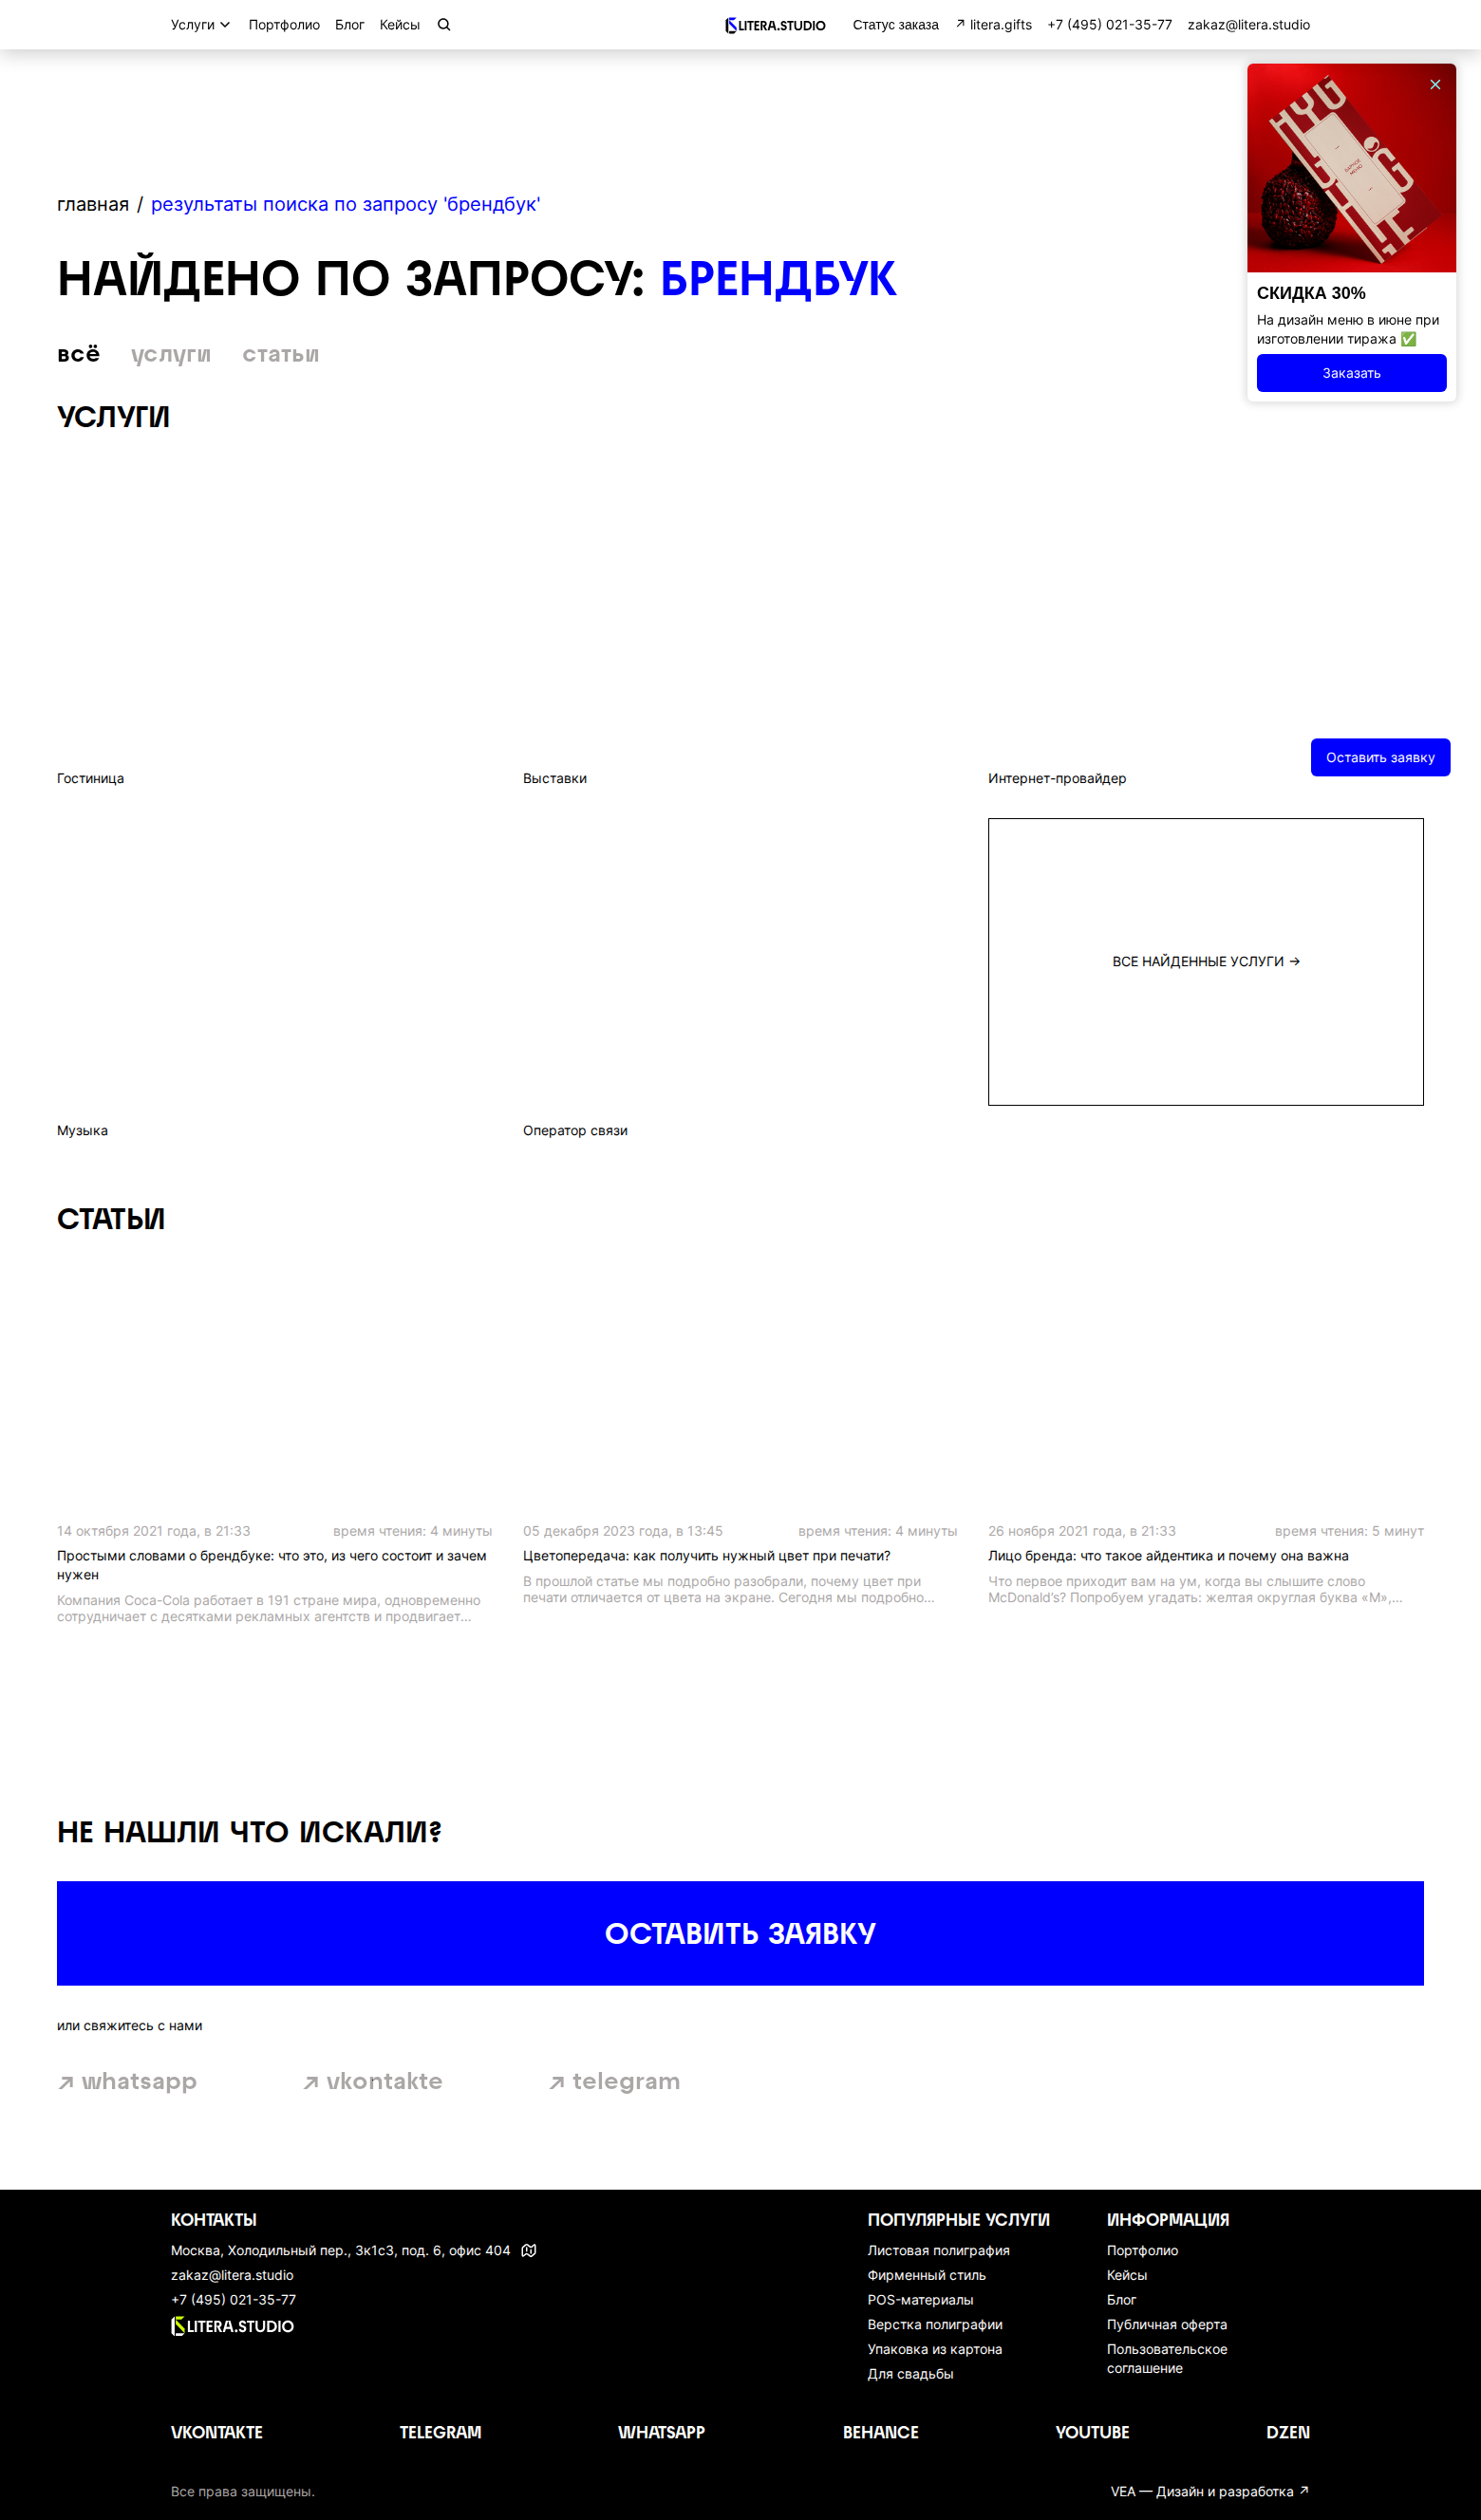 Услуги
Портфолио
Блог
Кейсы
LITERA.STUDIO
Статус заказа
↗ litera.gifts
+7 (495) 021-35-77
zakaz@litera.studio
главная / результаты поиска по запросу 'брендбук'
НАЙДЕНО ПО ЗАПРОСУ: БРЕНДБУК
всё
услуги
статьи
СКИДКА 30%
На дизайн меню в июне при
изготовлении тиража ✅
Заказать
УСЛУГИ
Оставить заявку
Гостиница
Выставки
Интернет-провайдер
ВСЕ НАЙДЕННЫЕ УСЛУГИ →
Музыка
Оператор связи
СТАТЬИ
14 октября 2021 года, в 21:33
время чтения: 4 минуты
Простыми словами о брендбуке: что это, из чего состоит и зачем
нужен
Компания Coca-Cola работает в 191 стране мира, одновременно
сотрудничает с десятками рекламных агентств и продвигает...
05 декабря 2023 года, в 13:45
время чтения: 4 минуты
Цветопередача: как получить нужный цвет при печати?
В прошлой статье мы подробно разобрали, почему цвет при
печати отличается от цвета на экране. Сегодня мы подробно...
26 ноября 2021 года, в 21:33
время чтения: 5 минут
Лицо бренда: что такое айдентика и почему она важна
Что первое приходит вам на ум, когда вы слышите слово
McDonald’s? Попробуем угадать: желтая округлая буква «М»,...
НЕ НАШЛИ ЧТО ИСКАЛИ?
ОСТАВИТЬ ЗАЯВКУ
или свяжитесь с нами
↗ whatsapp
↗ vkontakte
↗ telegram
КОНТАКТЫ
Москва, Холодильный пер., 3к1с3, под. 6, офис 404
zakaz@litera.studio
+7 (495) 021-35-77
LITERA.STUDIO
ПОПУЛЯРНЫЕ УСЛУГИ
Листовая полиграфия
Фирменный стиль
POS-материалы
Верстка полиграфии
Упаковка из картона
Для свадьбы
ИНФОРМАЦИЯ
Портфолио
Кейсы
Блог
Публичная оферта
Пользовательское
соглашение
VKONTAKTE
TELEGRAM
WHATSAPP
BEHANCE
YOUTUBE
DZEN
Все права защищены.
VEA — Дизайн и разработка ↗